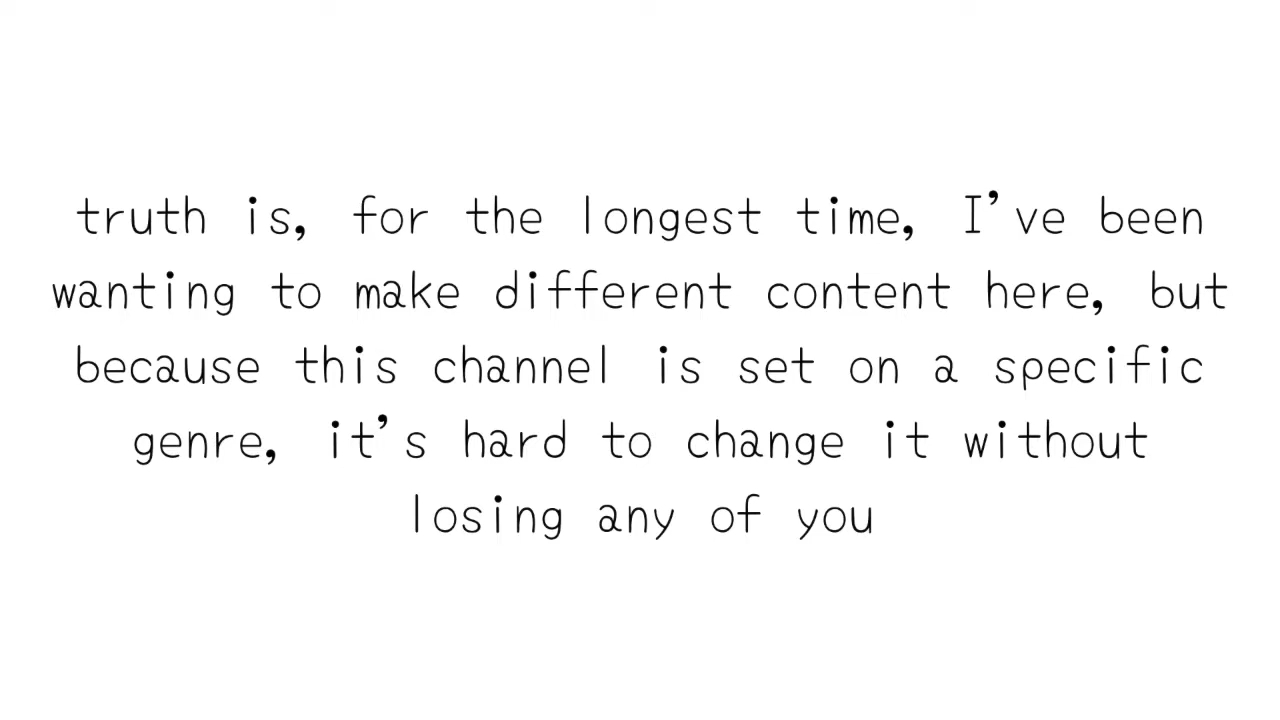 truth is, for the longest time, I’ve been
wanting to make different content here, but
because this channel is set on a specific
genre, it’s hard to change it without
losing any of you